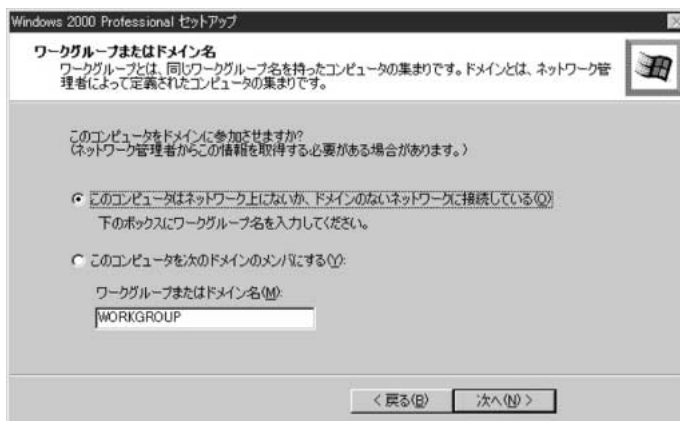 Windows 2000 Professional セットアップ
ワークグループまたはドメイン名
ワークグループとは、同じワークグループ名を持ったコンピュータの集まりです。ドメインとは、ネットワーク管
理者によって定義されたコンピュータの集まりです。
このコンピュータをドメインに参加させますか?
(ネットワーク管理者からこの情報を取得する必要がある場合があります。)
このコンピュータはネットワーク上にないか、ドメインのないネットワークに接続している(O)
下のボックスにワークグループ名を入力してください。
このコンピュータを次のドメインのメンバにする(Y):
ワークグループまたはドメイン名(M):
WORKGROUP
< 戻る(B) 次へ(N) >